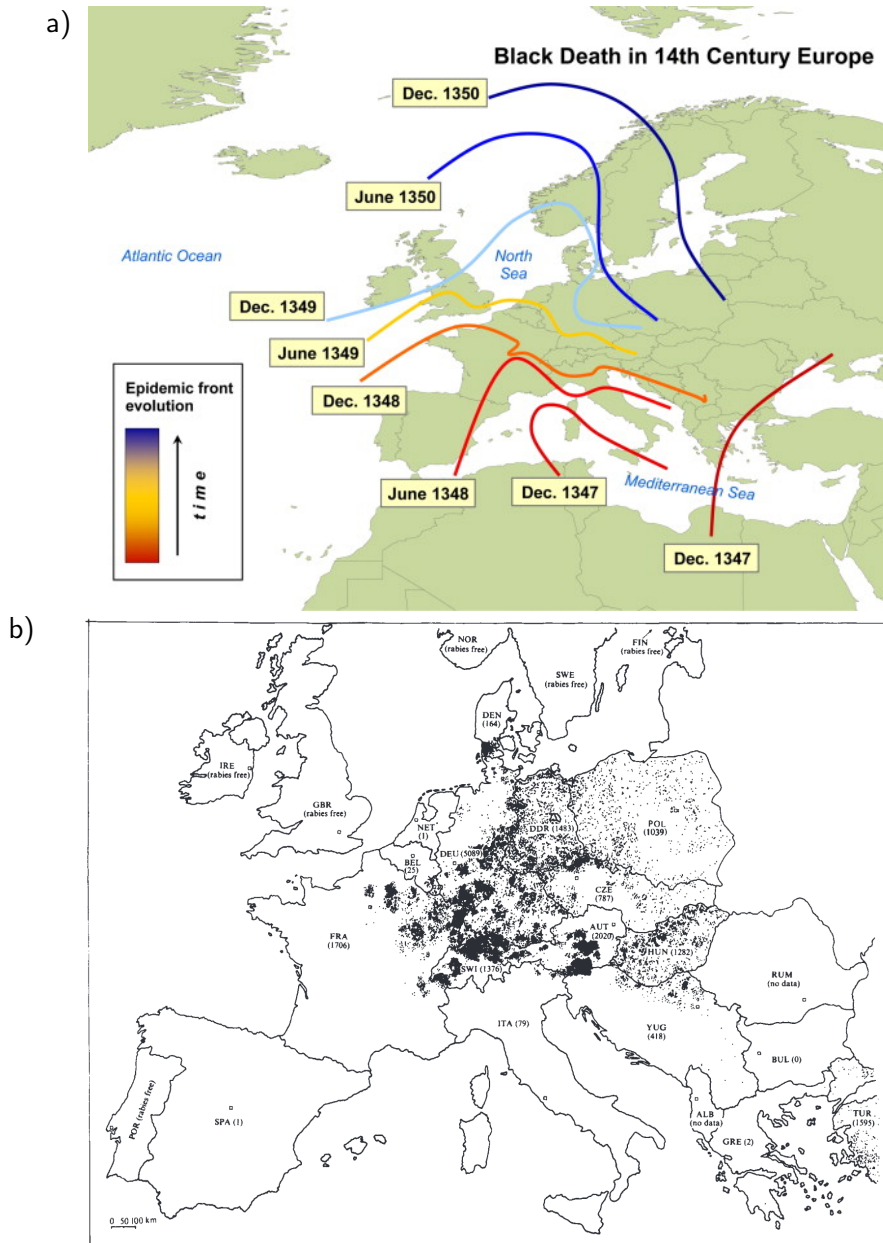 a)
Black Death in 14th Century Europe
Dec. 1350
June 1350
Atlantic Ocean
North
Sea
Dec. 1349
June 1349
Dec. 1348
June 1348
Dec. 1347
Mediterranean Sea
Dec. 1347
Epidemic front
evolution
time
b)
NOR
(rabies free)
FIN
(rabies free)
SWE
(rabies free)
DEN
(164)
IRE
(rabies free)
GBR
(rabies free)
NET
(1)
DDR (1483)
POL
(1039)
BEL
(25)
DEU (5089)
CZE
(787)
FRA
(1706)
AUT
(2020)
SWI (1376)
HUN (1282)
RUM
(no data)
ITA (79)
YUG
(418)
BUL (0)
POR (rabies free)
SPA (1)
ALB
(no data)
GRE (2)
TUR
(1595)
0 50 100 km